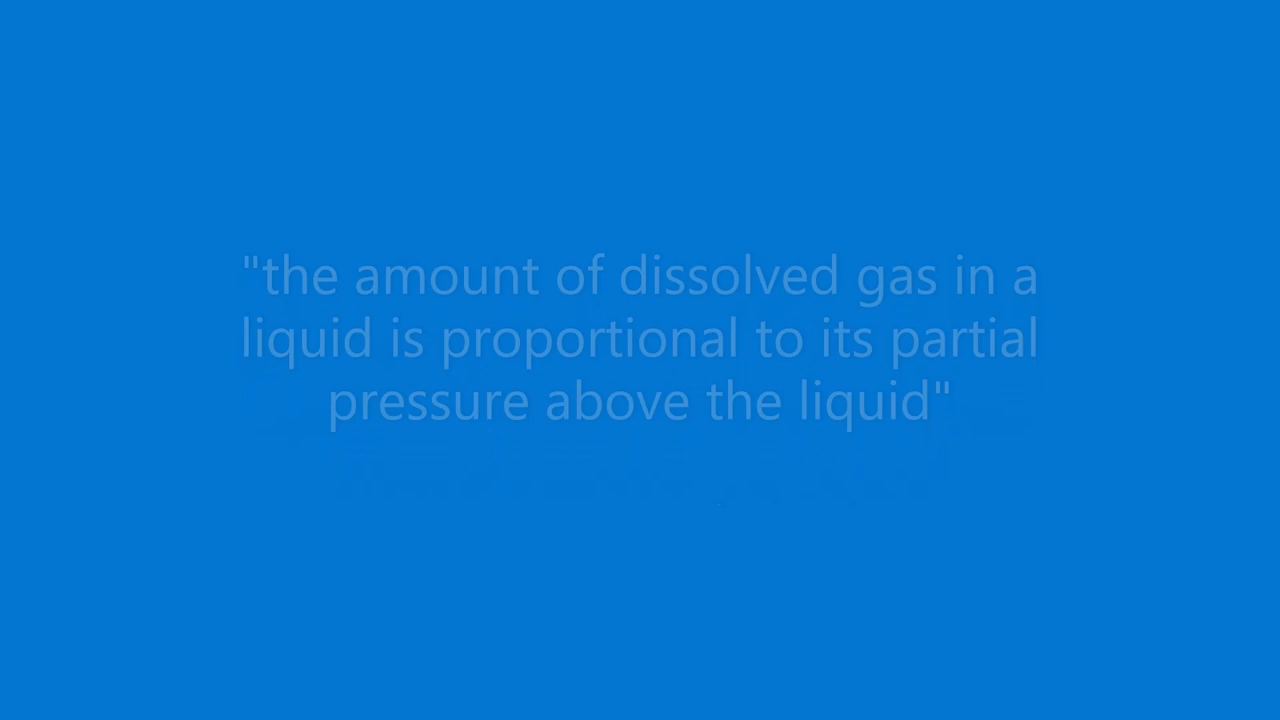 "the amount of dissolved gas in a
liquid is proportional to its partial
pressure above the liquid"